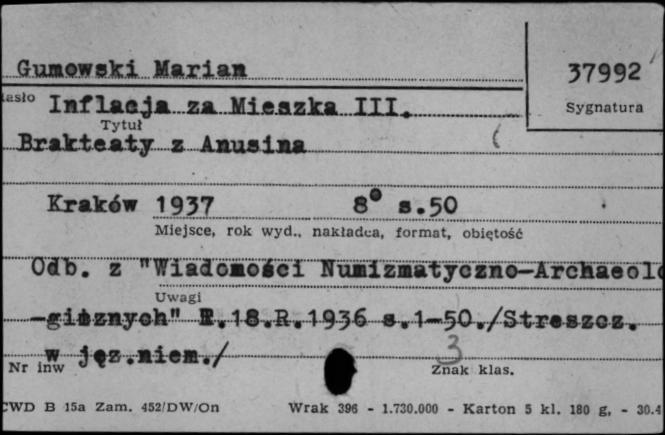 Gumowski Marian
37992
asło Inflacja za Mieszka III.
Sygnatura
Tytuł
Brakteaty z Anusina
Kraków 1937 8° s.50
Miejsce, rok wyd., nakładca, format, objętość
Odb. z "Wiadomości Numizmatyczno-Archaeolo
Uwagi
-gicznych" T.18.R.1936 s.1-50./Streszcz.
w jęz.niem./
3
Nr inw
Znak klas.
CWD B 15a Zam. 452/DW/On Wrak 396 - 1.730.000 - Karton 5 kl. 180 g, - 30.4